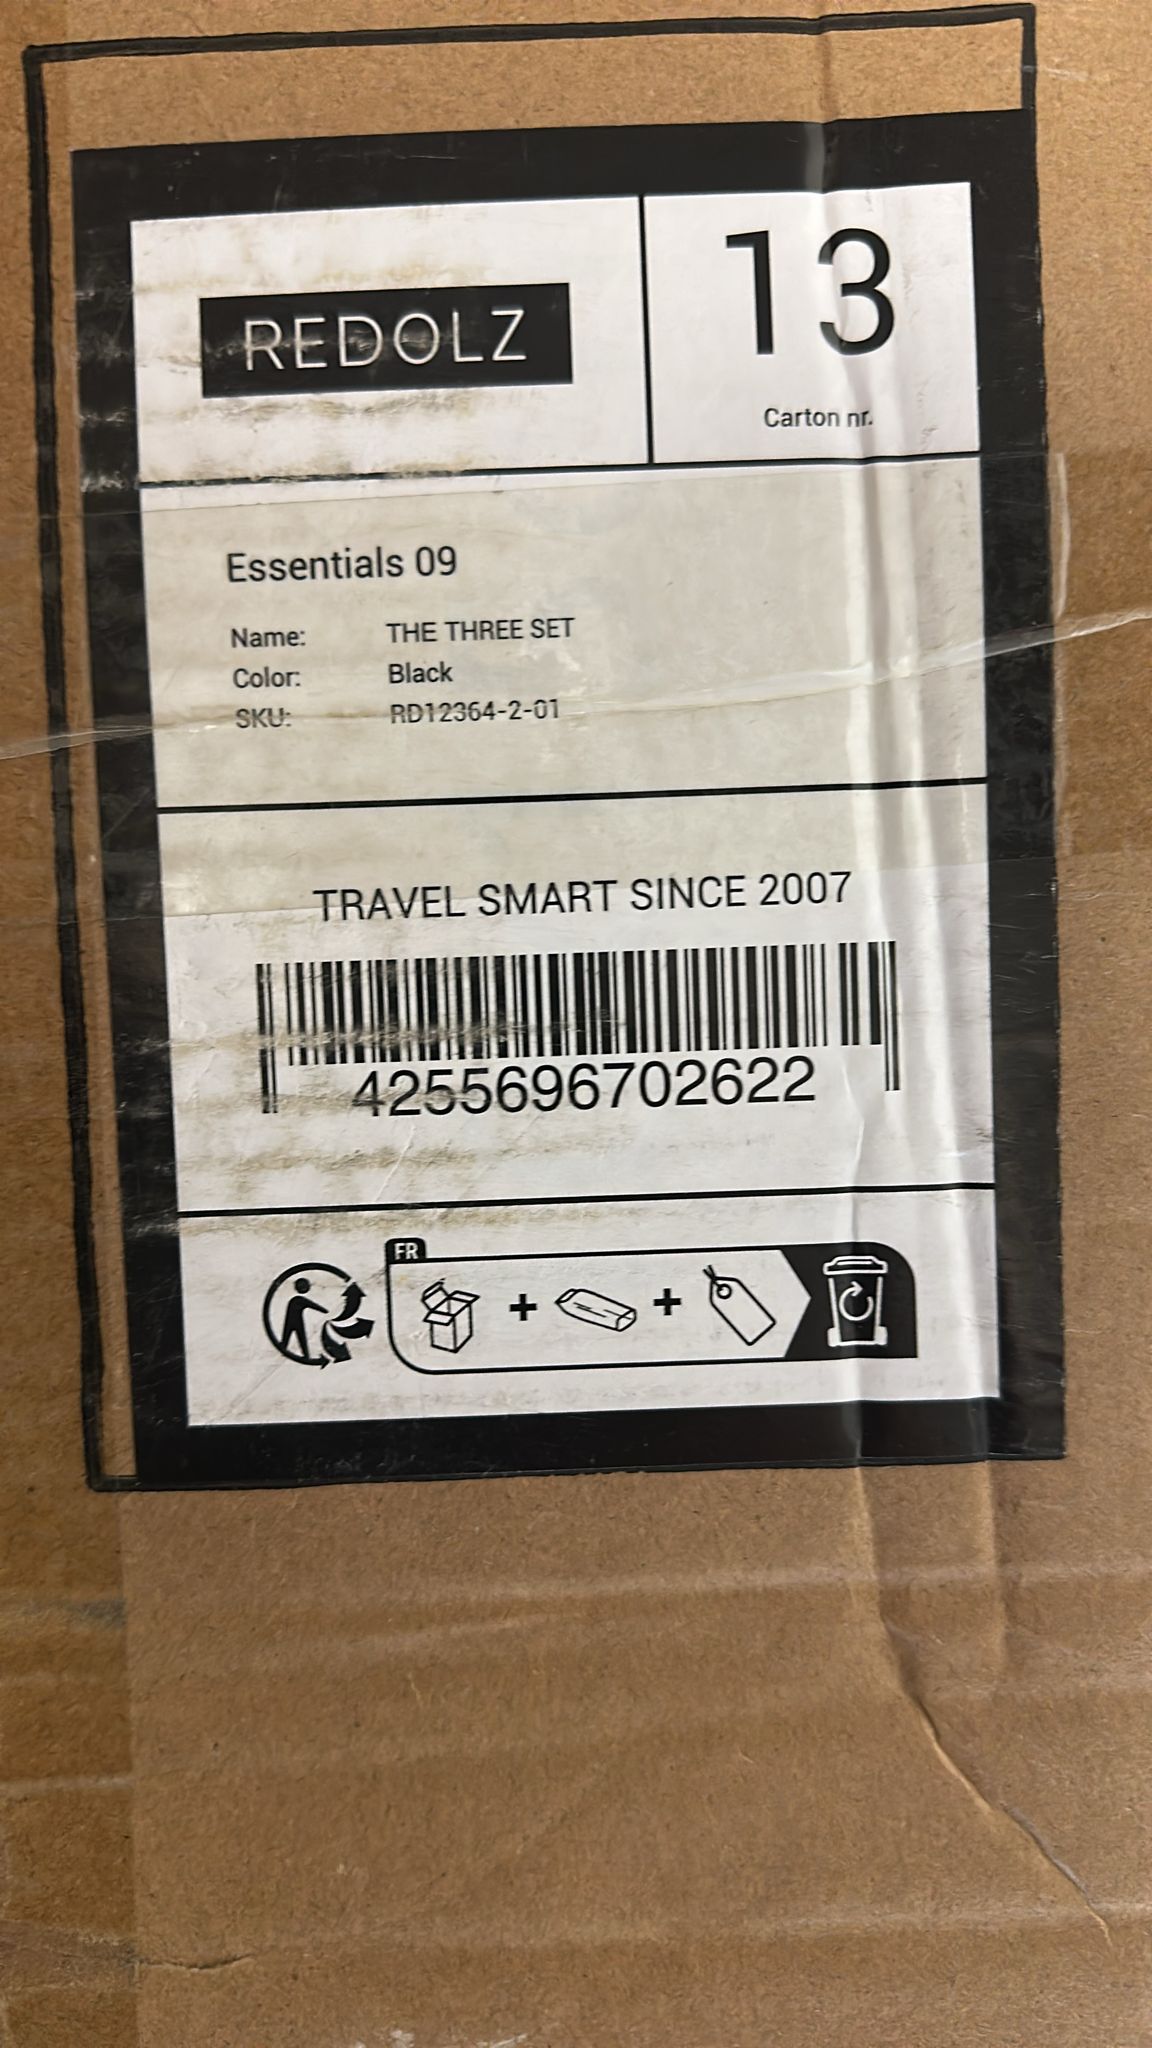 REDOLZ
13
Carton nr.
Essentials 09
Name: THE THREE SET
Color: Black
SKU: RD12364-2-01
TRAVEL SMART SINCE 2007
4255696702622
FR